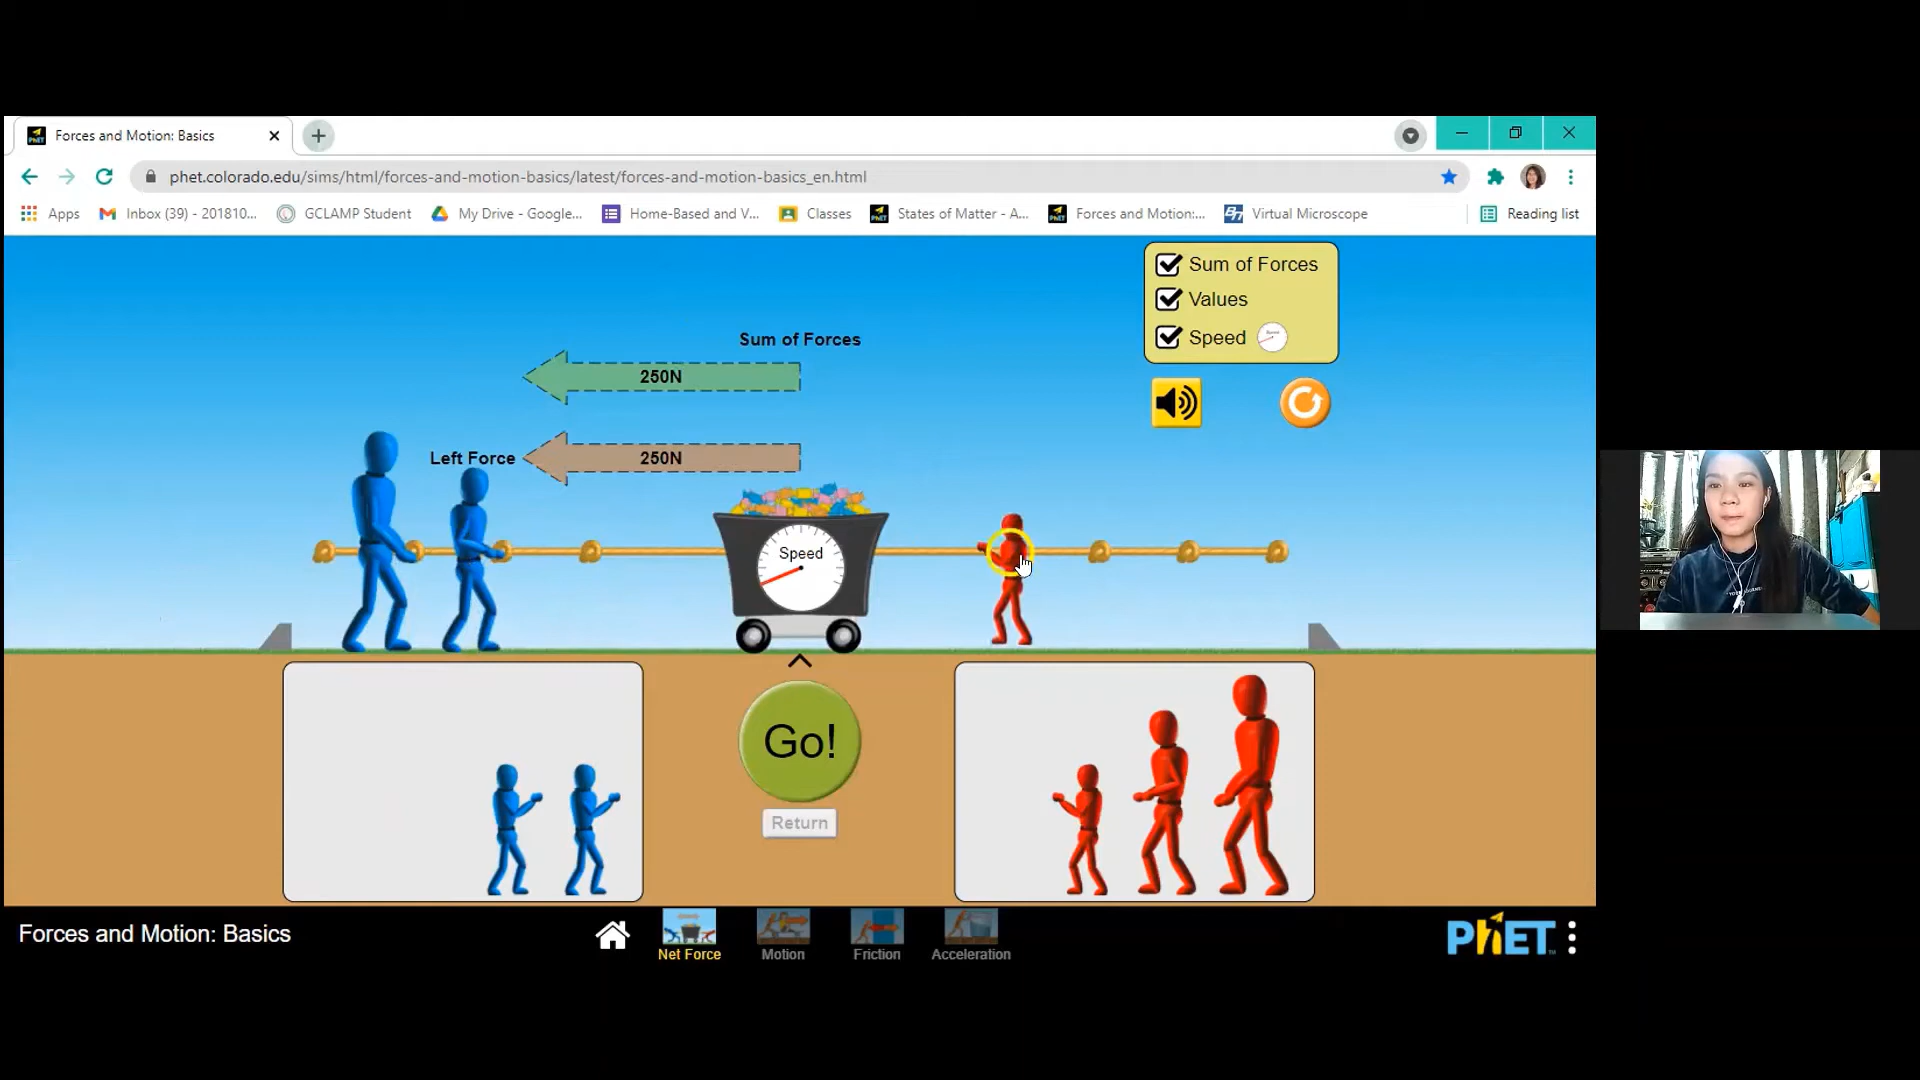 Forces and Motion: Basics
phet.colorado.edu/sims/html/forces-and-motion-basics/latest/forces-and-motion-basics_en.html
Apps
Inbox (39) - 201810...
GCLAMP Student
My Drive - Google...
Home-Based and V...
Classes
States of Matter - A...
Forces and Motion:...
Virtual Microscope
Reading list
Sum of Forces
Values
Speed
Sum of Forces
250N
Left Force
250N
Speed
Go!
Return
Forces and Motion: Basics
Net Force
Motion
Friction
Acceleration
PhET